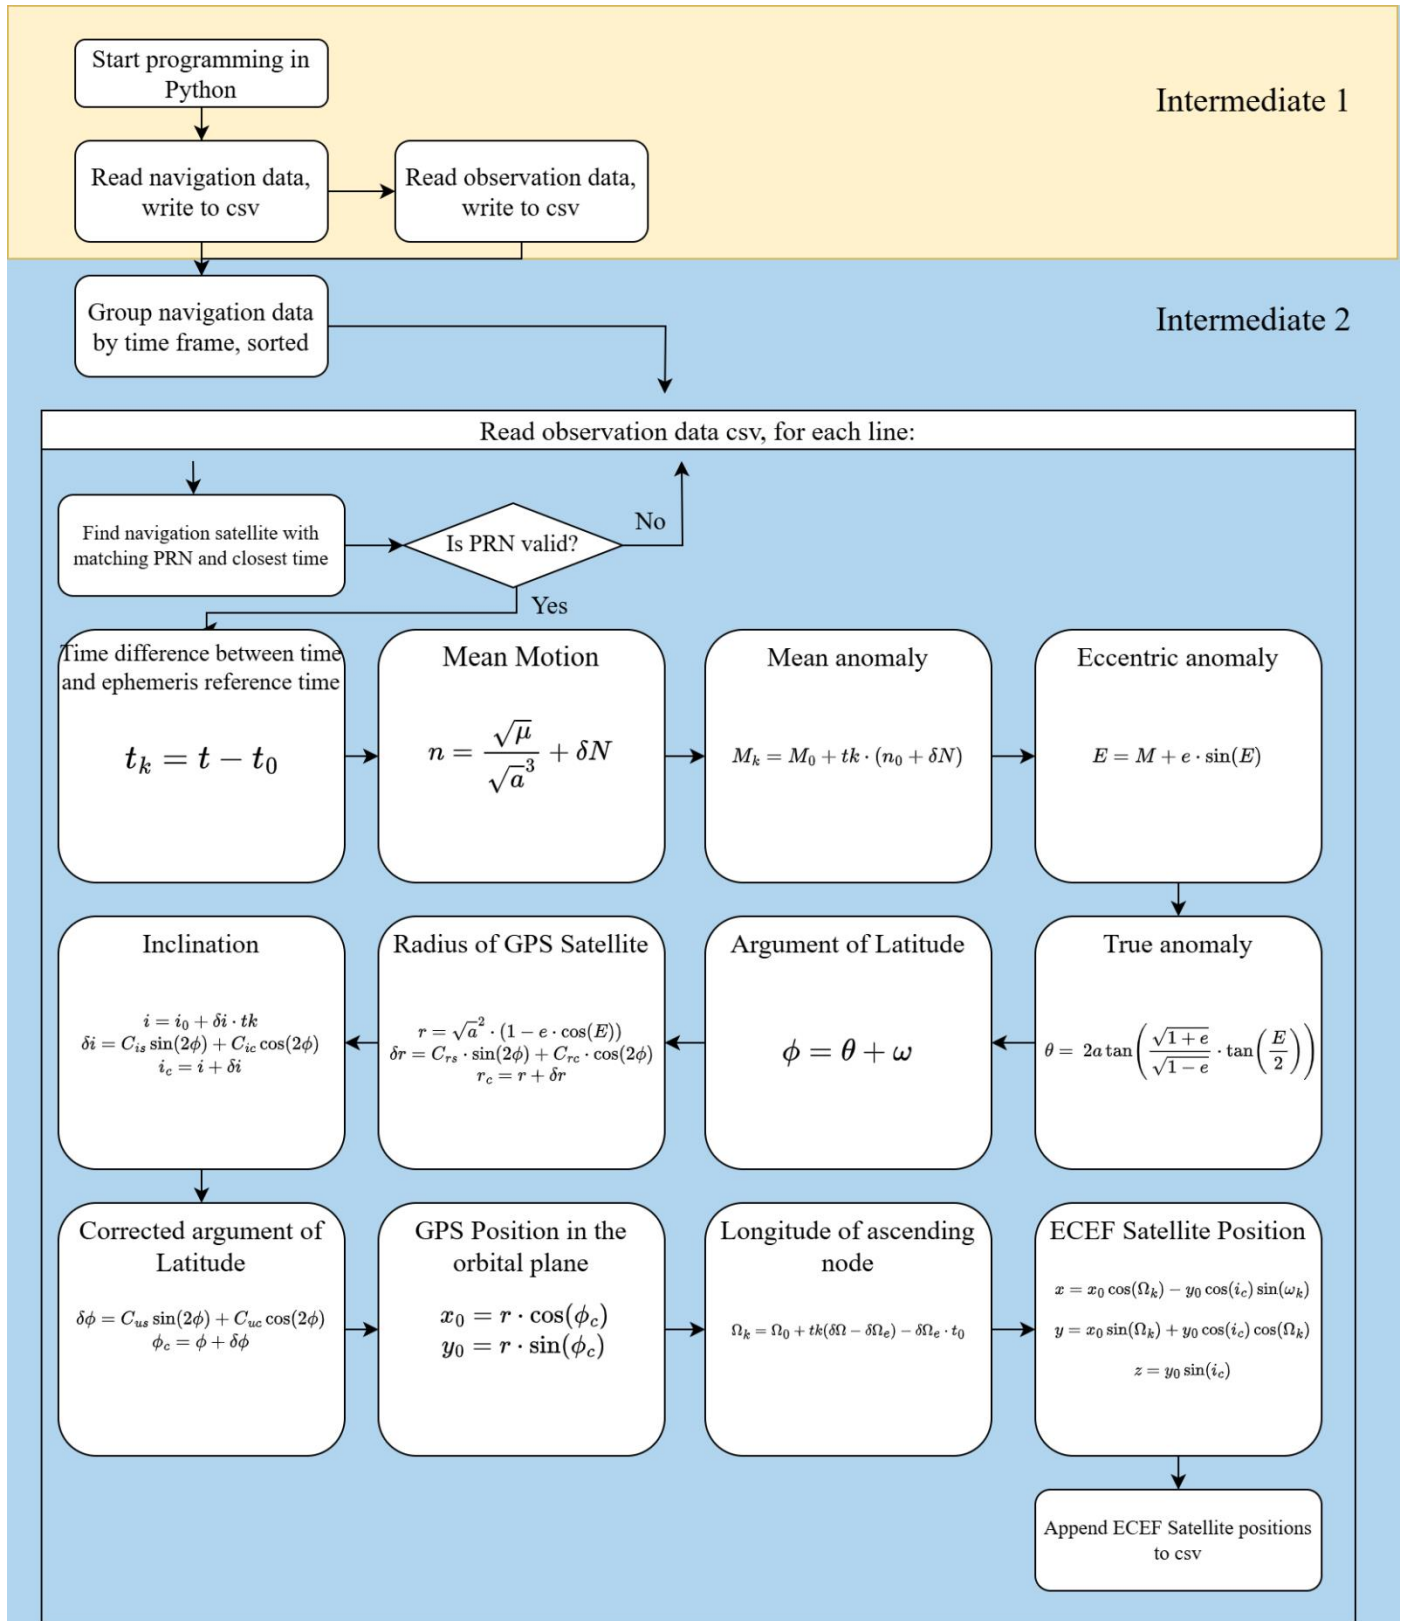 Start programming in
Python
Intermediate 1
Read navigation data,
write to csv
Read observation data,
write to csv
Group navigation data
by time frame, sorted
Intermediate 2
Read observation data csv, for each line:
Find navigation satellite with
matching PRN and closest time
Is PRN valid?
No
Yes
Time difference between time
and ephemeris reference time
t_k = t − t_0
Mean Motion
n = √μ / √a³ + δN
Mean anomaly
M_k = M_0 + tk · (n_0 + δN)
Eccentric anomaly
E = M + e · sin(E)
Inclination
i = i_0 + δi · tk
δi = C_is sin(2ϕ) + C_ic cos(2ϕ)
i_c = i + δi
Radius of GPS Satellite
r = √a² · (1 − e · cos(E))
δr = C_rs · sin(2ϕ) + C_rc · cos(2ϕ)
r_c = r + δr
Argument of Latitude
ϕ = θ + ω
True anomaly
θ = 2a tan(√(1 + e) / √(1 − e) · tan(E/2))
Corrected argument of
Latitude
δϕ = C_us sin(2ϕ) + C_uc cos(2ϕ)
ϕ_c = ϕ + δϕ
GPS Position in the
orbital plane
x_0 = r · cos(ϕ_c)
y_0 = r · sin(ϕ_c)
Longitude of ascending
node
Ω_k = Ω_0 + tk(δΩ − δΩ_e) − δΩ_e · t_0
ECEF Satellite Position
x = x_0 cos(Ω_k) − y_0 cos(i_c) sin(ω_k)
y = x_0 sin(Ω_k) + y_0 cos(i_c) cos(Ω_k)
z = y_0 sin(i_c)
Append ECEF Satellite positions
to csv